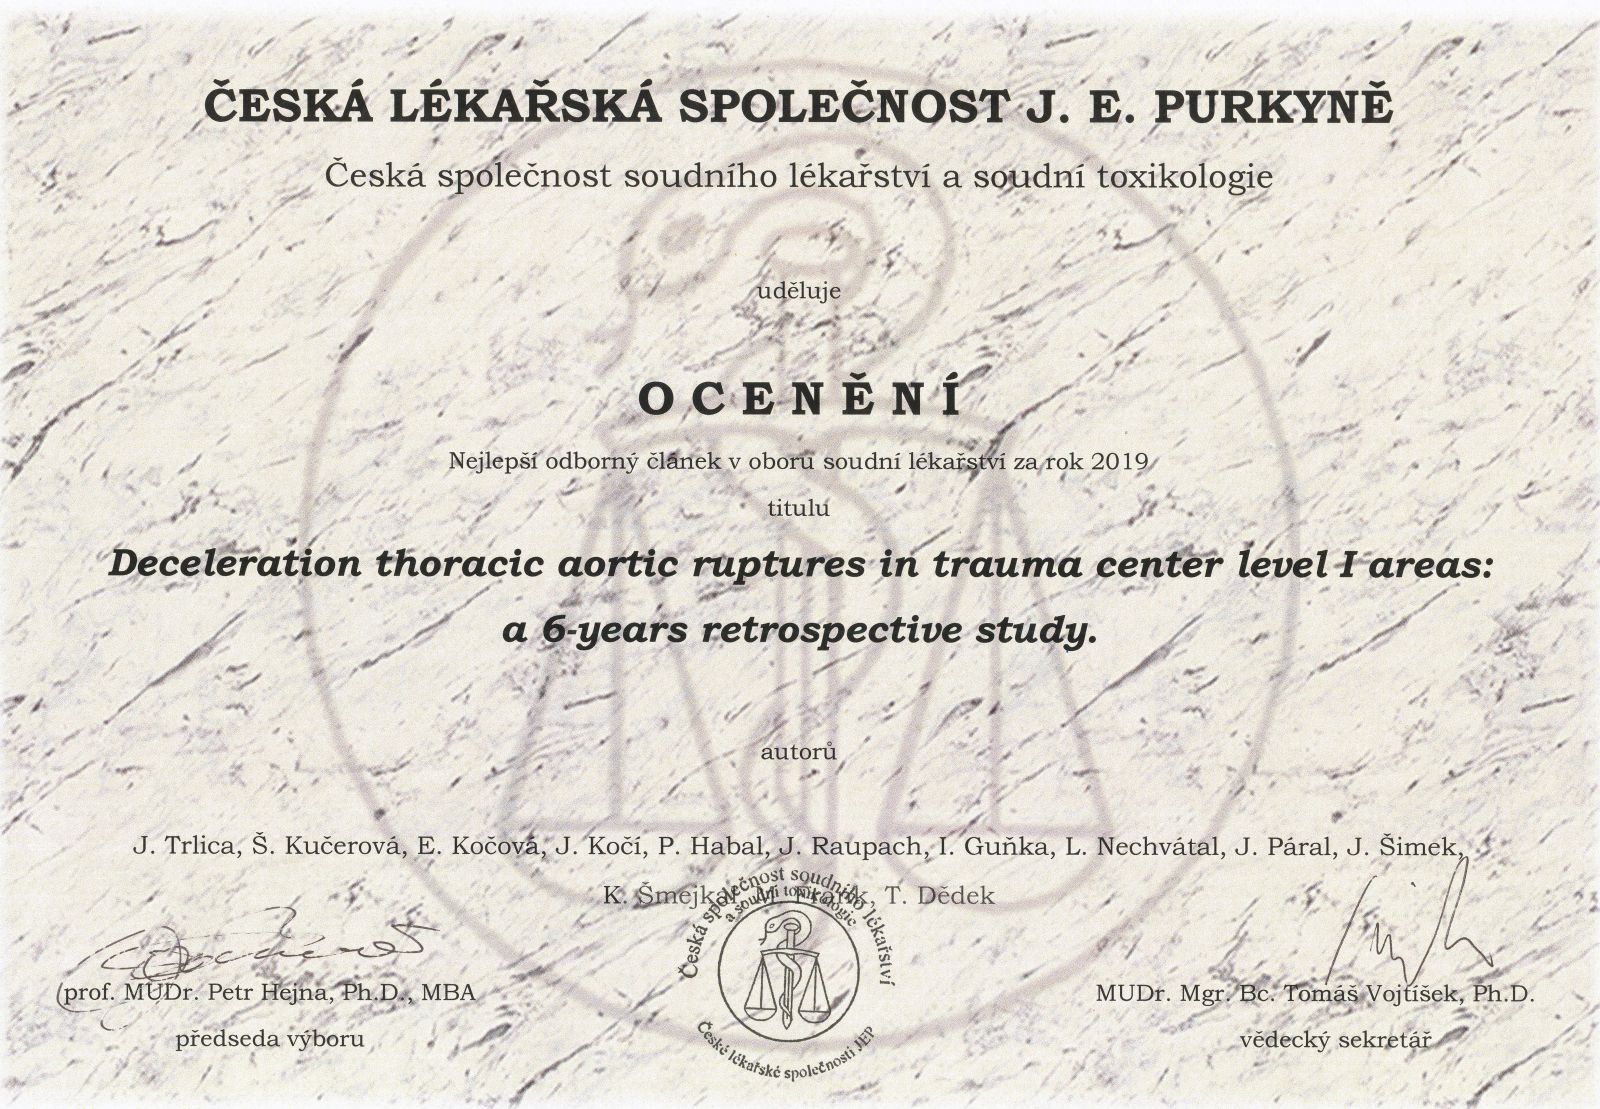 ČESKÁ LÉKAŘSKÁ SPOLEČNOST J. E. PURKYNĚ
Česká společnost soudního lékařství a soudní toxikologie
uděluje
OCENĚNÍ
Nejlepší odborný článek v oboru soudní lékařství za rok 2019
titulu
Deceleration thoracic aortic ruptures in trauma center level I areas:
a 6-years retrospective study.
autorů
J. Trlica, Š. Kučerová, E. Kočová, J. Kočí, P. Habal, J. Raupach, I. Guňka, L. Nechvátal, J. Páral, J. Šimek,
K. Šmejkal, T. Dědek
Česká společnost soudního lékařství
a soudní toxikologie
České lékařské společnosti JEP
prof. MUDr. Petr Hejna, Ph.D., MBA
předseda výboru
MUDr. Mgr. Bc. Tomáš Vojtíšek, Ph.D.
vědecký sekretář